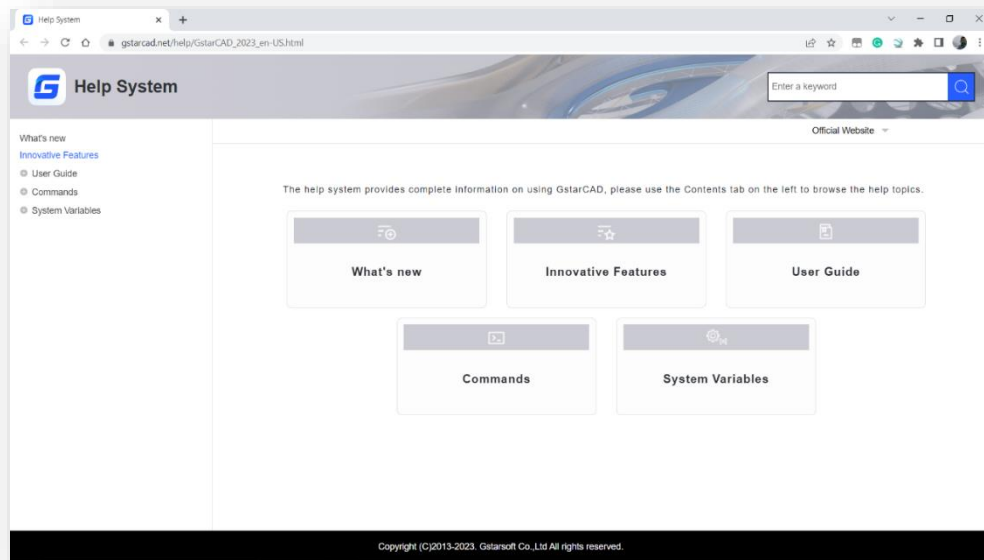 Help System
gstarcad.net/help/GstarCAD_2023_en-US.html
Help System
Enter a keyword
Official Website
What's new
Innovative Features
User Guide
Commands
System Variables
The help system provides complete information on using GstarCAD, please use the Contents tab on the left to browse the help topics.
What's new
Innovative Features
User Guide
Commands
System Variables
Copyright (C)2013-2023. Gstarsoft Co.,Ltd All rights reserved.